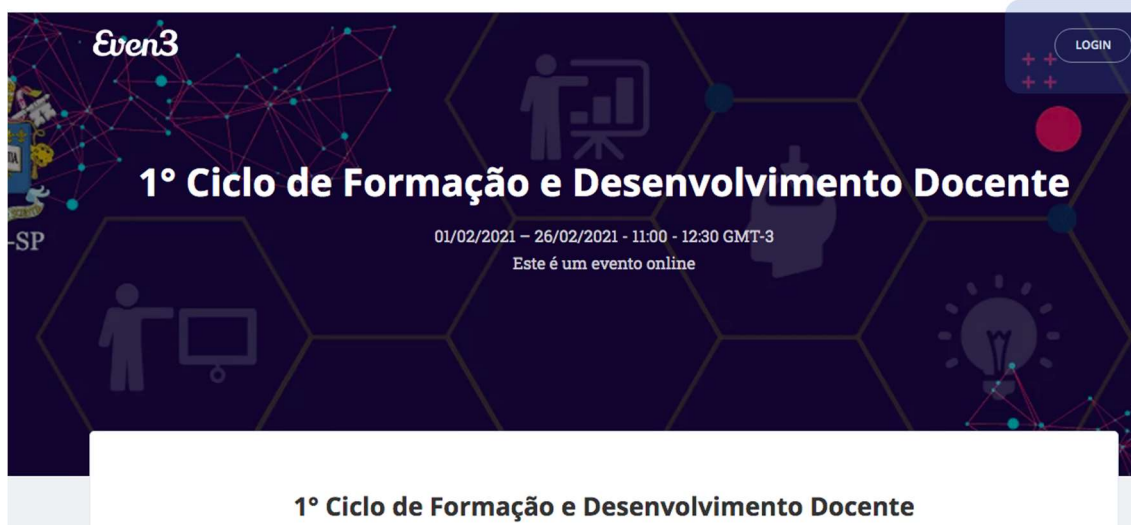 Even3
LOGIN
1° Ciclo de Formação e Desenvolvimento Docente
01/02/2021 – 26/02/2021 - 11:00 - 12:30 GMT-3
Este é um evento online
-SP
1° Ciclo de Formação e Desenvolvimento Docente